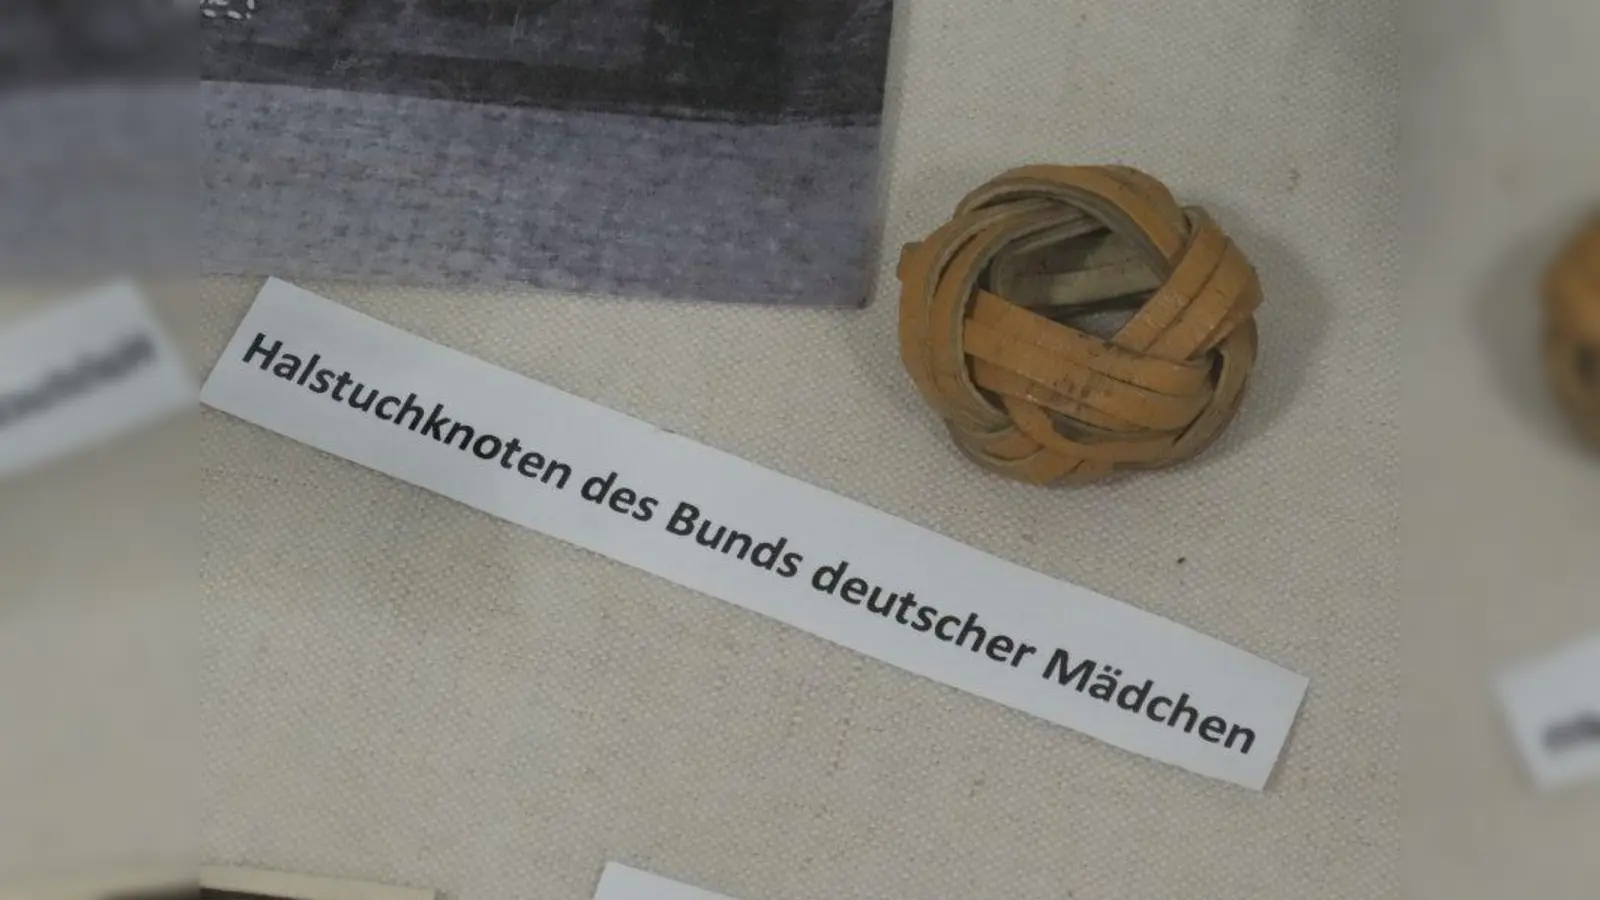 Halstuchknoten des Bunds deutscher Mädchen